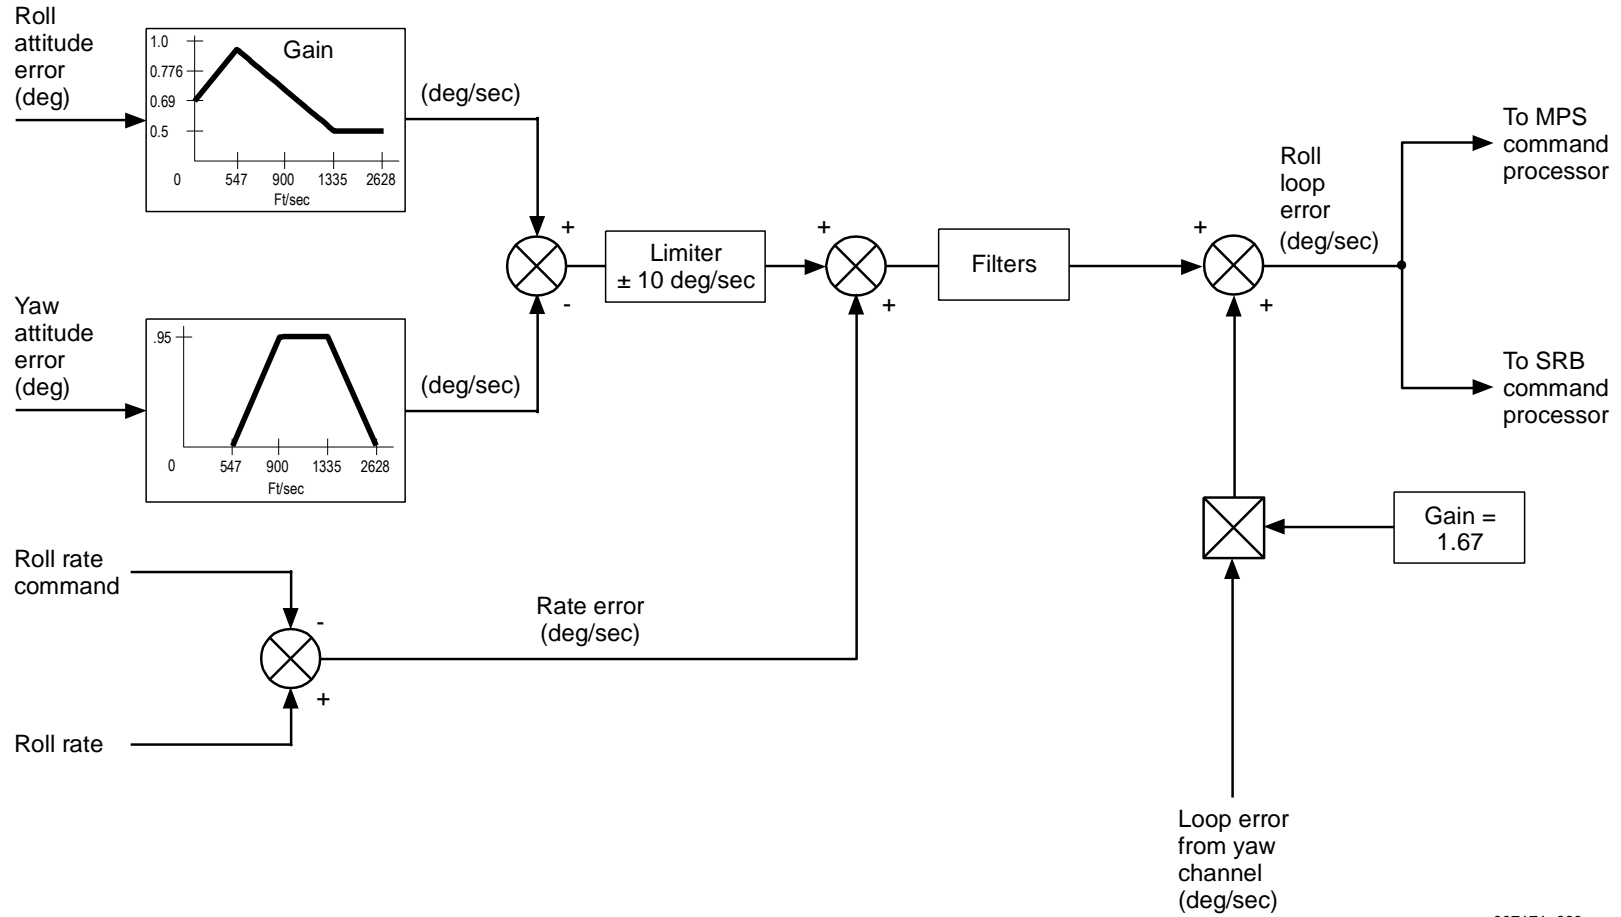 Roll
attitude
error
(deg)
1.0
0.776
0.69
0.5
Gain
0 547 900 1335 2628
Ft/sec
(deg/sec)
Yaw
attitude
error
(deg)
.95
0 547 900 1335 2628
Ft/sec
(deg/sec)
+
-
Limiter
± 10 deg/sec
+
+
Filters
+
+
Roll
loop
error
(deg/sec)
To MPS
command
processor
To SRB
command
processor
Gain =
1.67
Roll rate
command
-
+
Roll rate
Rate error
(deg/sec)
Loop error
from yaw
channel
(deg/sec)